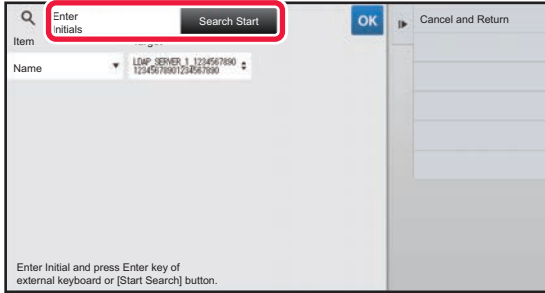 Enter
Initials
Search Start
OK
Cancel and Return
Item
Target
Name
LDAP_SERVER_1_1234567890
12345678901234567890
Enter Initial and press Enter key of
external keyboard or [Start Search] button.